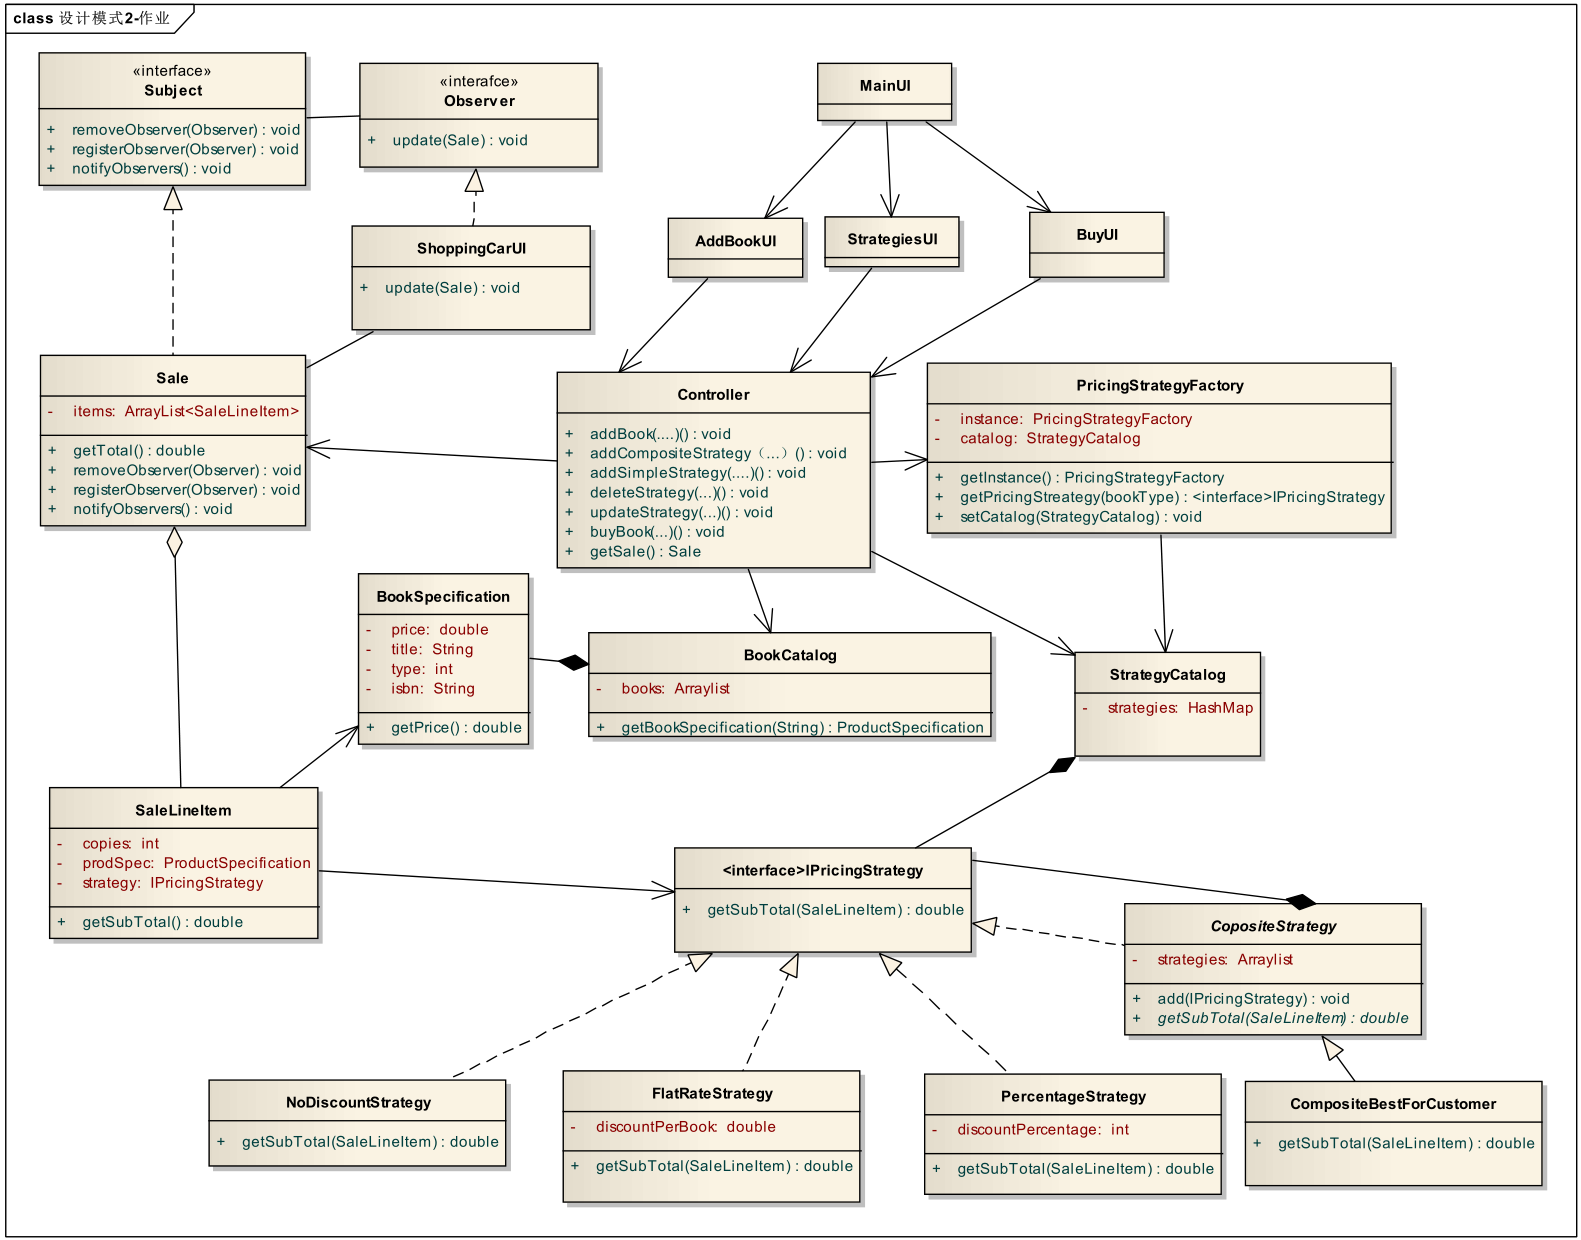 class 设计模式2-作业
«interface»
Subject
+ removeObserver(Observer) : void
+ registerObserver(Observer) : void
+ notifyObservers() : void
«interafce»
Observer
+ update(Sale) : void
MainUI
ShoppingCarUI
+ update(Sale) : void
AddBookUI
StrategiesUI
BuyUI
Sale
- items: ArrayList<SaleLineItem>
+ getTotal() : double
+ removeObserver(Observer) : void
+ registerObserver(Observer) : void
+ notifyObservers() : void
Controller
+ addBook(....)() : void
+ addCompositeStrategy（...）() : void
+ addSimpleStrategy(....)() : void
+ deleteStrategy(...)() : void
+ updateStrategy(...)() : void
+ buyBook(...)() : void
+ getSale() : Sale
PricingStrategyFactory
- instance: PricingStrategyFactory
- catalog: StrategyCatalog
+ getInstance() : PricingStrategyFactory
+ getPricingStreategy(bookType) : <interface>IPricingStrategy
+ setCatalog(StrategyCatalog) : void
BookSpecification
- price: double
- title: String
- type: int
- isbn: String
+ getPrice() : double
BookCatalog
- books: Arraylist
+ getBookSpecification(String) : ProductSpecification
StrategyCatalog
- strategies: HashMap
SaleLineItem
- copies: int
- prodSpec: ProductSpecification
- strategy: IPricingStrategy
+ getSubTotal() : double
<interface>IPricingStrategy
+ getSubTotal(SaleLineItem) : double
CopositeStrategy
- strategies: Arraylist
+ add(IPricingStrategy) : void
+ getSubTotal(SaleLineItem) : double
NoDiscountStrategy
+ getSubTotal(SaleLineItem) : double
FlatRateStrategy
- discountPerBook: double
+ getSubTotal(SaleLineItem) : double
PercentageStrategy
- discountPercentage: int
+ getSubTotal(SaleLineItem) : double
CompositeBestForCustomer
+ getSubTotal(SaleLineItem) : double